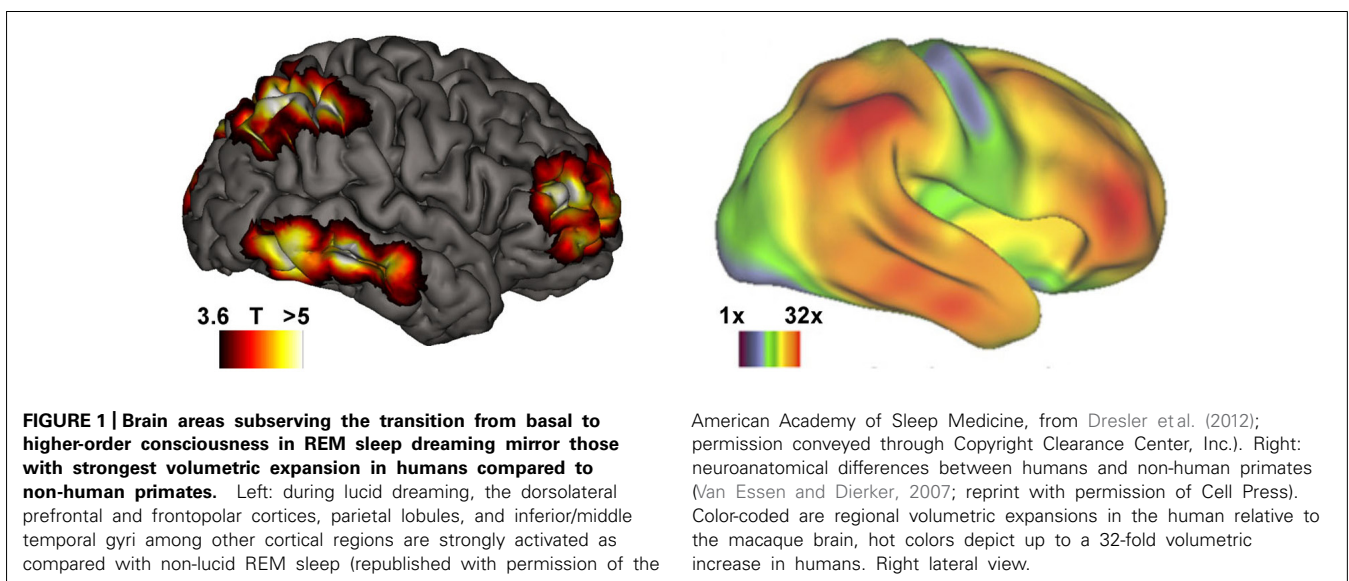 3.6 T >5
1x 32x
FIGURE 1 | Brain areas subserving the transition from basal to
higher-order consciousness in REM sleep dreaming mirror those
with strongest volumetric expansion in humans compared to
non-human primates. Left: during lucid dreaming, the dorsolateral
prefrontal and frontopolar cortices, parietal lobules, and inferior/middle
temporal gyri among other cortical regions are strongly activated as
compared with non-lucid REM sleep (republished with permission of the
American Academy of Sleep Medicine, from Dresler et al. (2012);
permission conveyed through Copyright Clearance Center, Inc.). Right:
neuroanatomical differences between humans and non-human primates
(Van Essen and Dierker, 2007; reprint with permission of Cell Press).
Color-coded are regional volumetric expansions in the human relative to
the macaque brain, hot colors depict up to a 32-fold volumetric
increase in humans. Right lateral view.